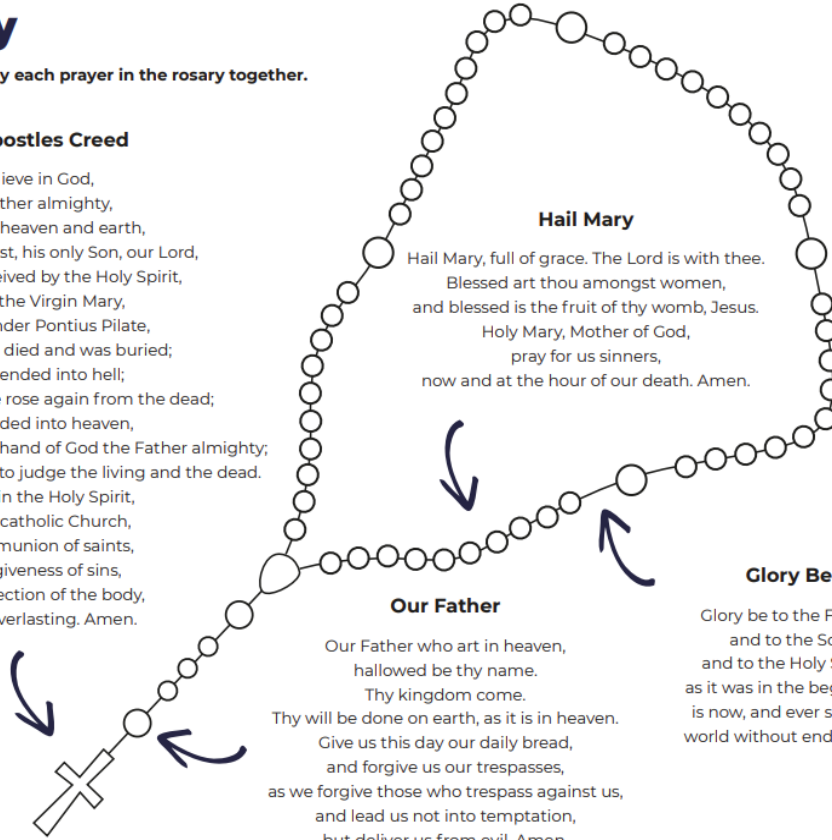 y
y each prayer in the rosary together.
postles Creed
ieve in God,
ther almighty,
heaven and earth,
st, his only Son, our Lord,
eived by the Holy Spirit,
the Virgin Mary,
nder Pontius Pilate,
died and was buried;
ended into hell;
rose again from the dead;
ded into heaven,
hand of God the Father almighty;
to judge the living and the dead.
in the Holy Spirit,
catholic Church,
munion of saints,
giveness of sins,
ection of the body,
verlasting. Amen.
Hail Mary
Hail Mary, full of grace. The Lord is with thee.
Blessed art thou amongst women,
and blessed is the fruit of thy womb, Jesus.
Holy Mary, Mother of God,
pray for us sinners,
now and at the hour of our death. Amen.
Our Father
Our Father who art in heaven,
hallowed be thy name.
Thy kingdom come.
Thy will be done on earth, as it is in heaven.
Give us this day our daily bread,
and forgive us our trespasses,
as we forgive those who trespass against us,
and lead us not into temptation,
but deliver us from evil. Amen.
Glory Be
Glory be to the F
and to the So
and to the Holy S
as it was in the beg
is now, and ever s
world without end